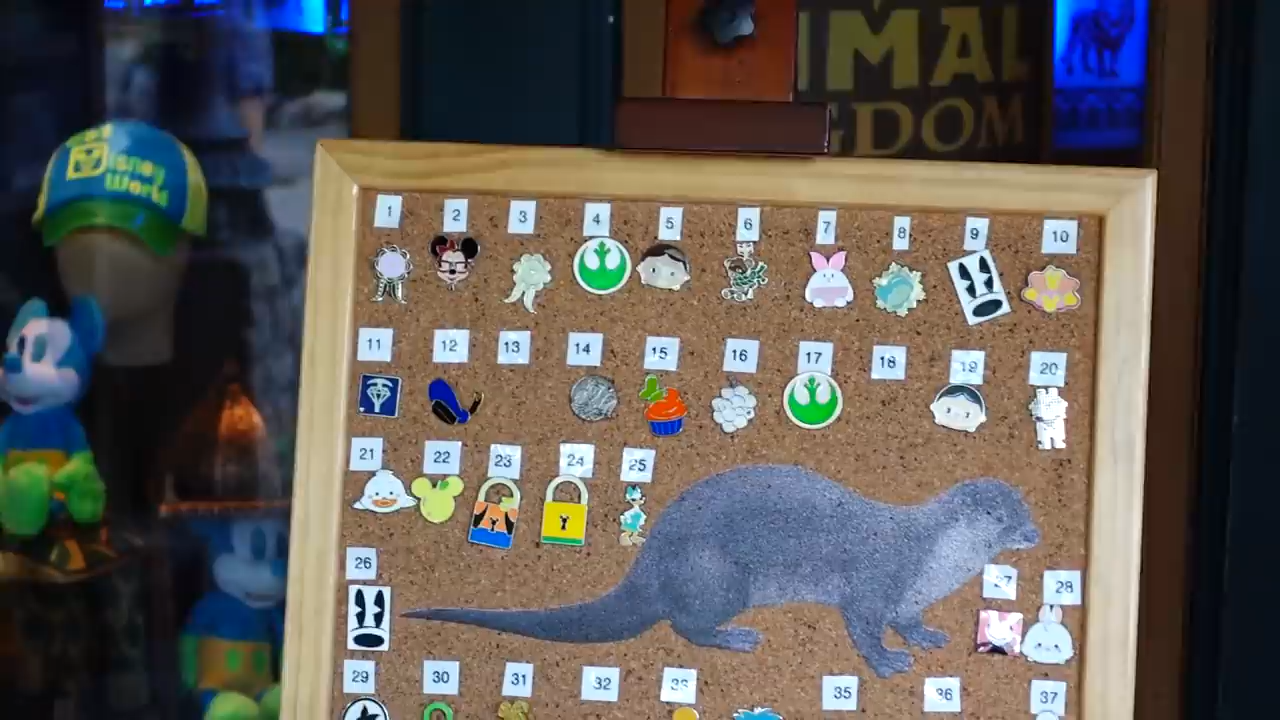 IMAL
GDOM
Disney
World
1 2 3 4 5 6 7 8 9 10
11 12 13 14 15 16 17 18 19 20
21 22 23 24 25
26 27 28
29 30 31 32 33 35 36 37